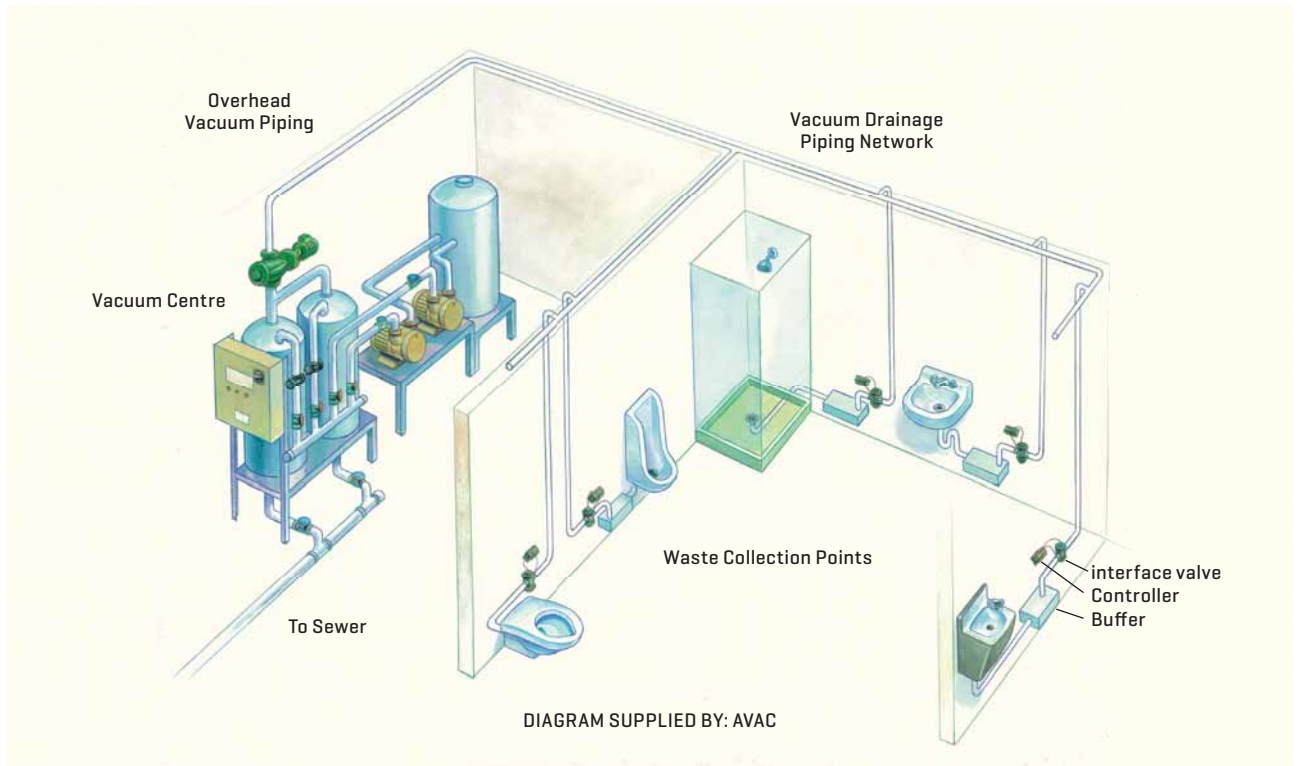 Overhead
Vacuum Piping
Vacuum Drainage
Piping Network
Vacuum Centre
Waste Collection Points
interface valve
Controller
Buffer
To Sewer
DIAGRAM SUPPLIED BY: AVAC